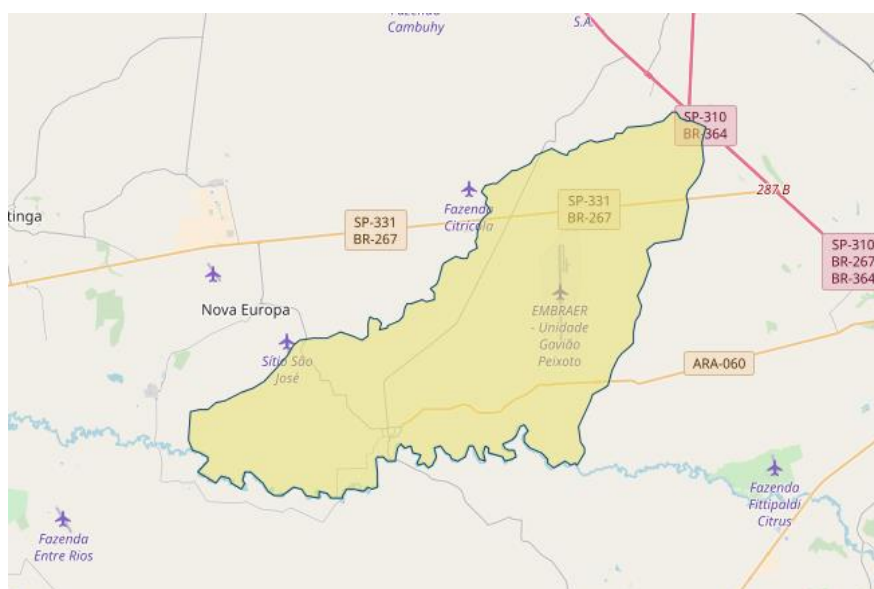 Fazenda
Cambuhy
S.A.
SP-310
BR-364
287 B
Fazenda
Citrícola
SP-331
BR-267
SP-331
BR-267
tinga
SP-310
BR-267
BR-364
Nova Europa
EMBRAER
- Unidade
Gavião
Peixoto
Sítio São
José
ARA-060
Fazenda
Fittipaldi
Citrus
Fazenda
Entre Rios